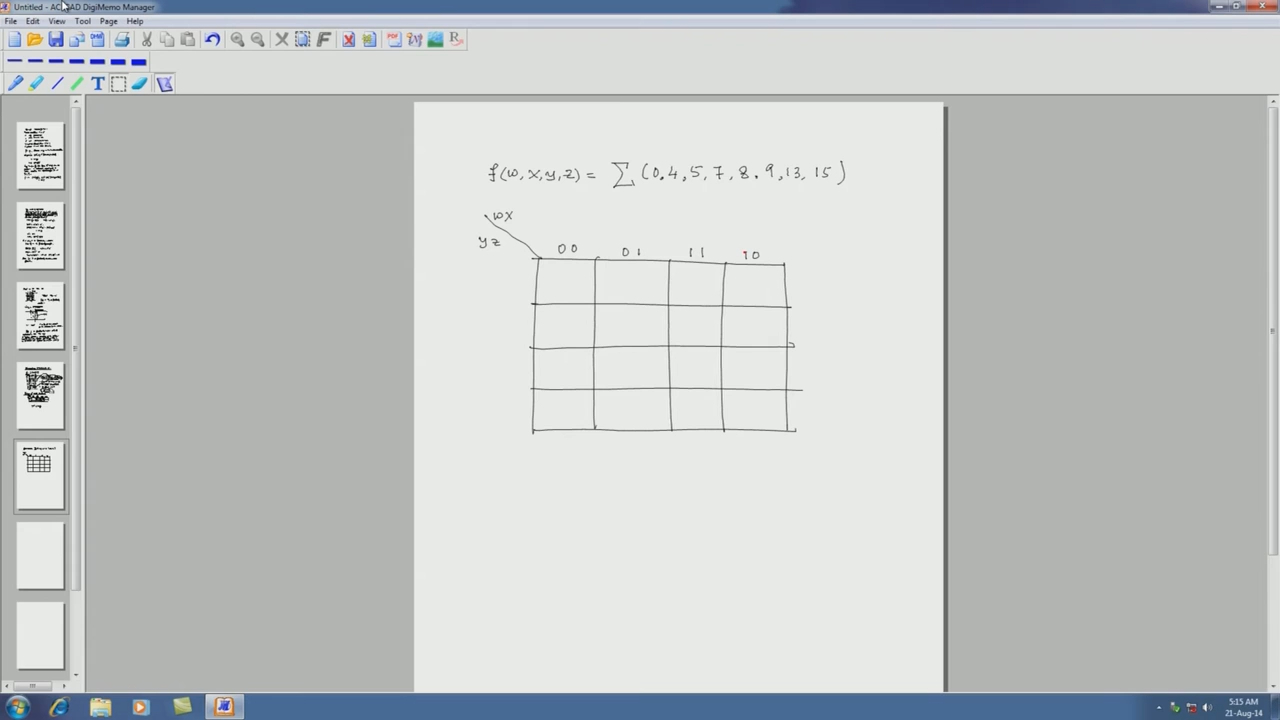 Untitled - ACECAD DigiMemo Manager
File Edit View Tool Page Help
f(w, x, y, z) = ∑ (0, 4, 5, 7, 8, 9, 13, 15)
wx
yz
00 01 11 10
5:15 AM
21-Aug-14